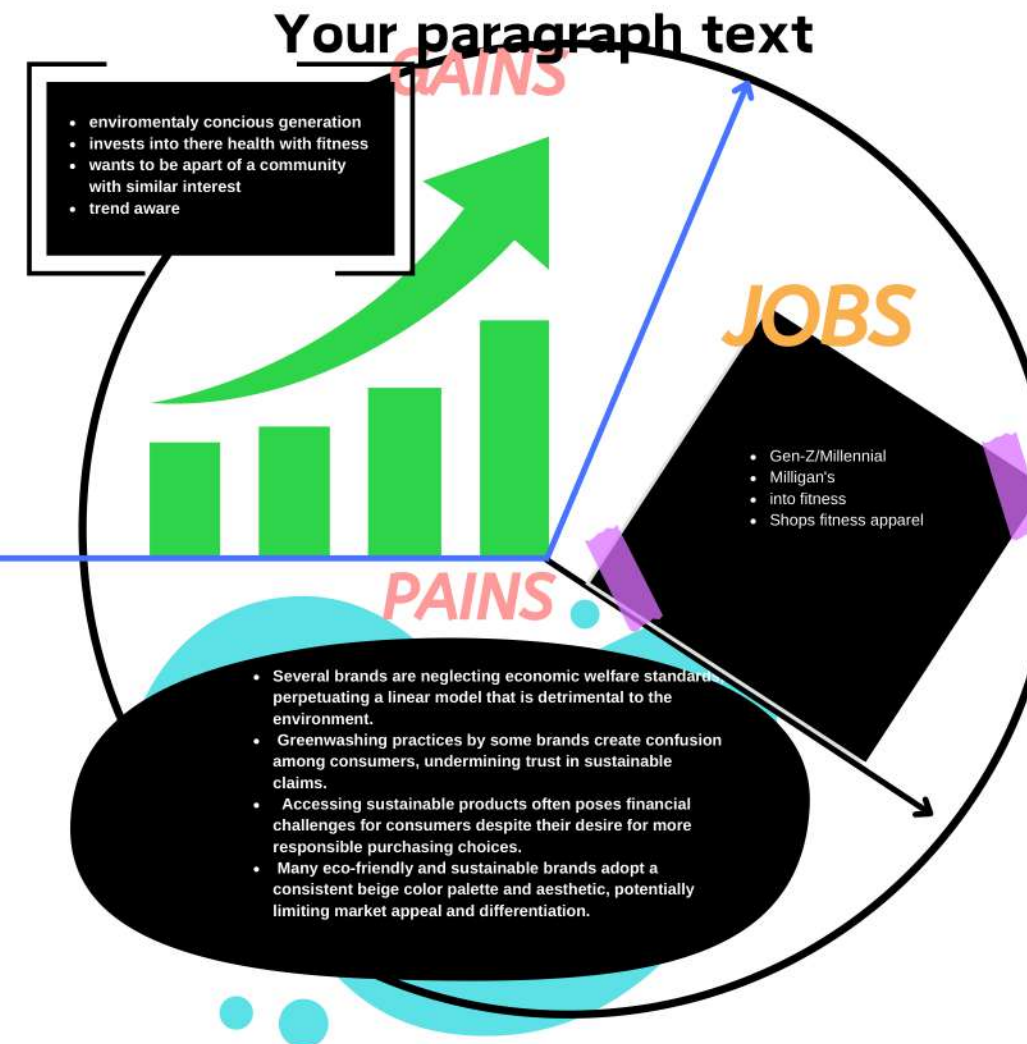 Your paragraph text
GAINS
• enviromentaly concious generation
• invests into there health with fitness
• wants to be apart of a community
with similar interest
• trend aware
JOBS
• Gen-Z/Millennial
• Milligan's
• into fitness
• Shops fitness apparel
PAINS
• Several brands are neglecting economic welfare standards,
perpetuating a linear model that is detrimental to the
environment.
• Greenwashing practices by some brands create confusion
among consumers, undermining trust in sustainable
claims.
• Accessing sustainable products often poses financial
challenges for consumers despite their desire for more
responsible purchasing choices.
• Many eco-friendly and sustainable brands adopt a
consistent beige color palette and aesthetic, potentially
limiting market appeal and differentiation.